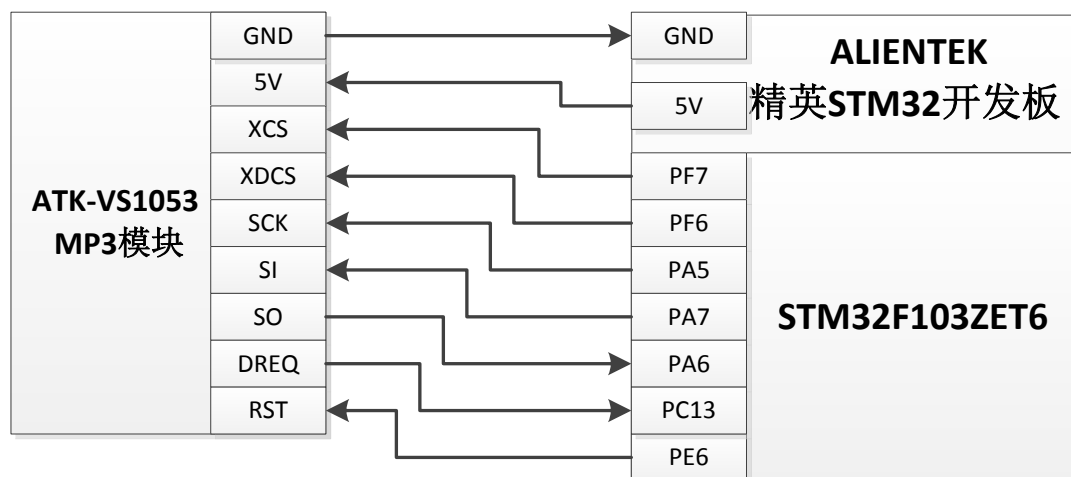 ATK-VS1053
MP3模块
GND
5V
XCS
XDCS
SCK
SI
SO
DREQ
RST
GND
5V
PF7
PF6
PA5
PA7
PA6
PC13
PE6
ALIENTEK
精英STM32开发板
STM32F103ZET6